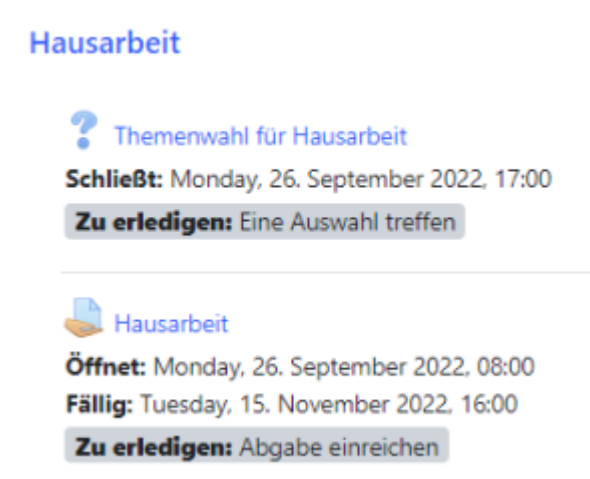 Hausarbeit
Themenwahl für Hausarbeit
Schließt: Monday, 26. September 2022, 17:00
Zu erledigen: Eine Auswahl treffen
Hausarbeit
Öffnet: Monday, 26. September 2022, 08:00
Fällig: Tuesday, 15. November 2022, 16:00
Zu erledigen: Abgabe einreichen